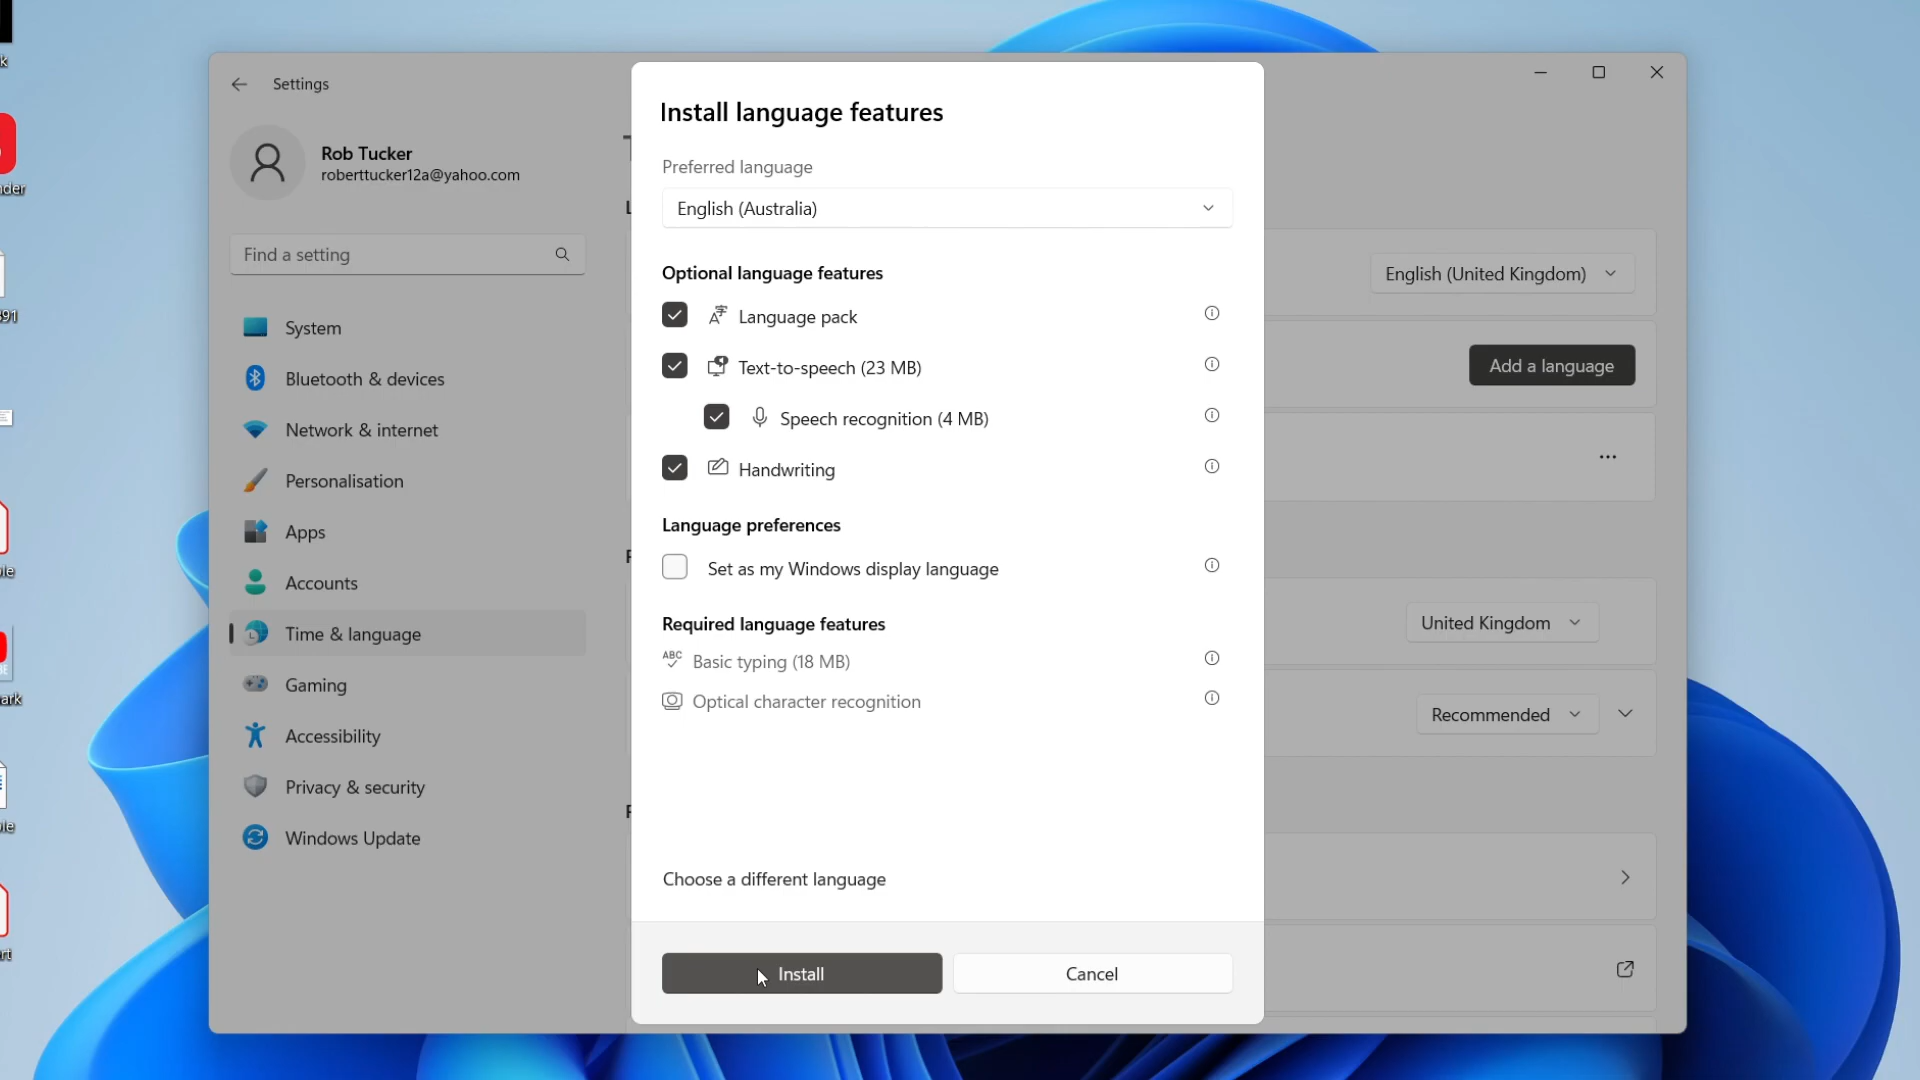 Settings
Rob Tucker
roberttucker12a@yahoo.com
Find a setting
System
Bluetooth & devices
Network & internet
Personalisation
Apps
Accounts
Time & language
Gaming
Accessibility
Privacy & security
Windows Update
Install language features
Preferred language
English (Australia)
Optional language features
Language pack
Text-to-speech (23 MB)
Speech recognition (4 MB)
Handwriting
Language preferences
Set as my Windows display language
Required language features
ABC
Basic typing (18 MB)
Optical character recognition
Choose a different language
Install
Cancel
English (United Kingdom)
Add a language
United Kingdom
Recommended